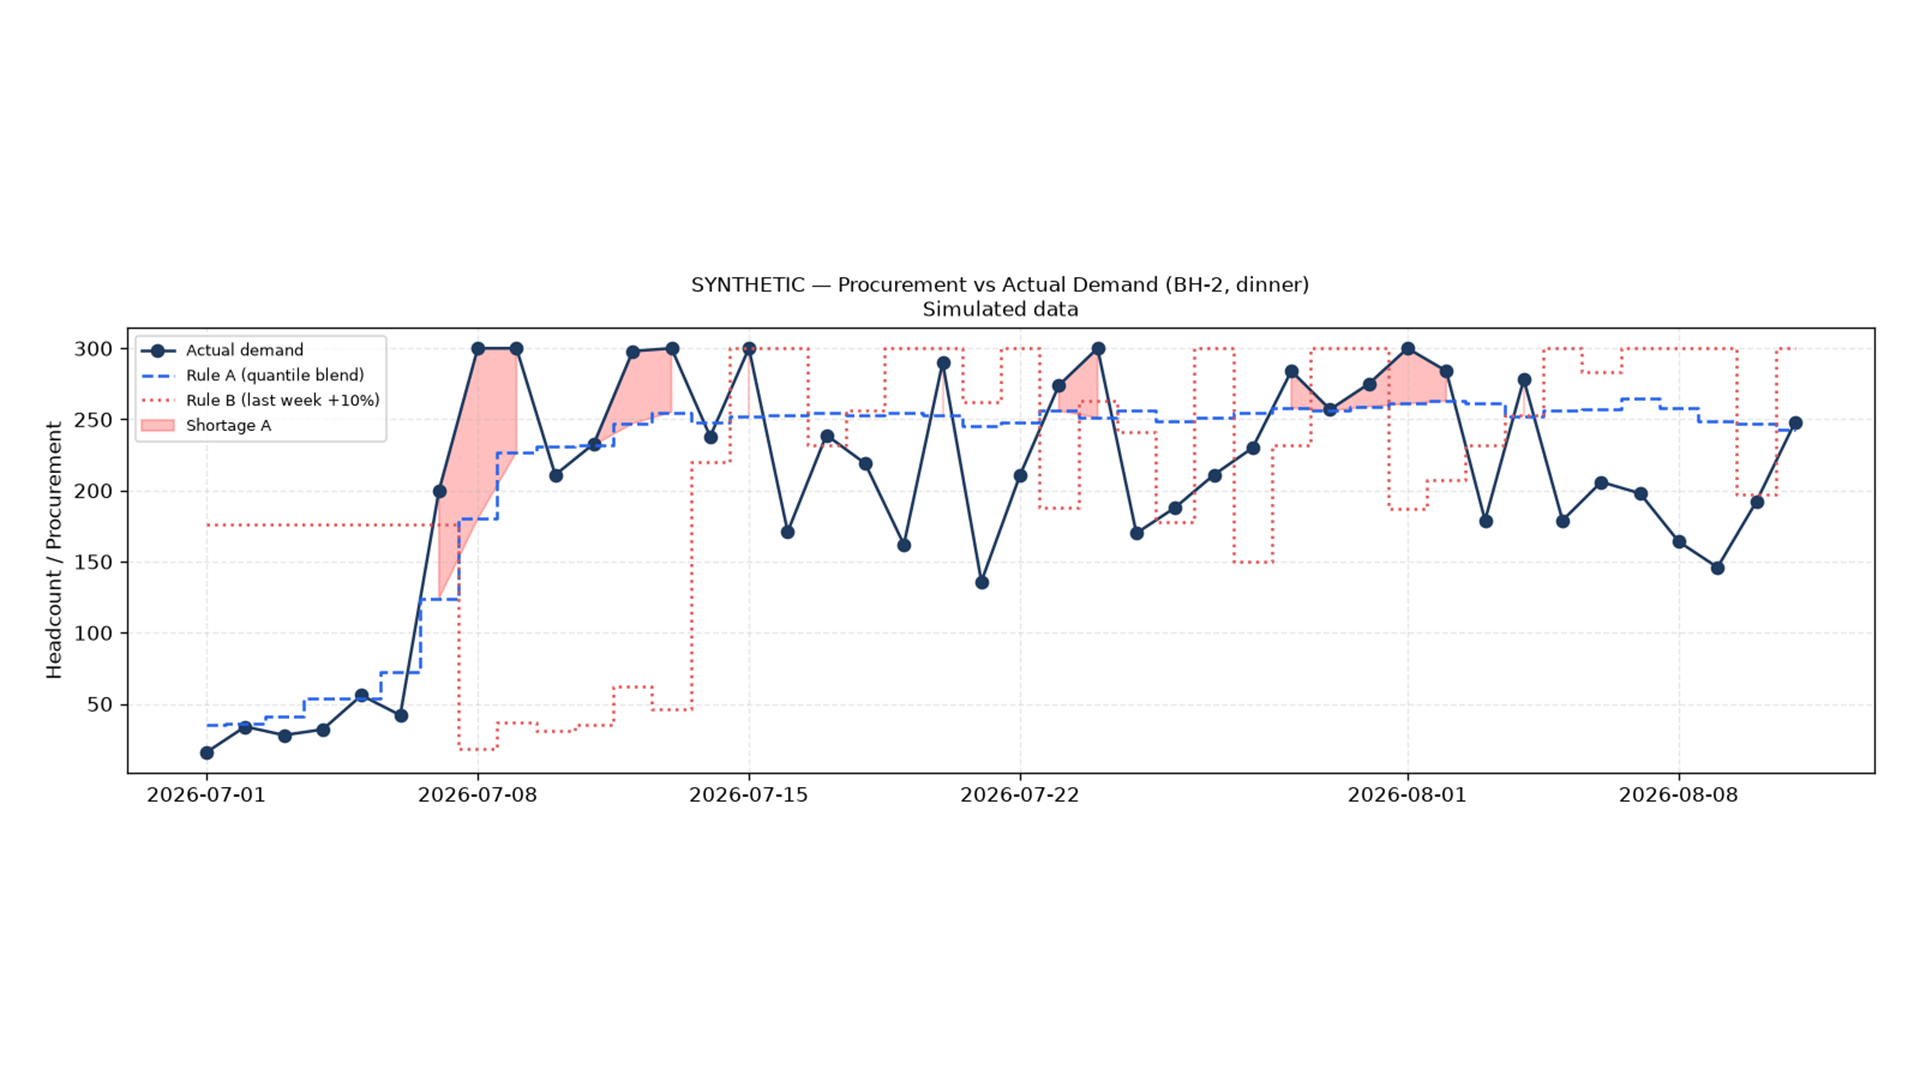 SYNTHETIC — Procurement vs Actual Demand (BH-2, dinner)
Simulated data
Headcount / Procurement
300
250
200
150
100
50
Actual demand
Rule A (quantile blend)
Rule B (last week +10%)
Shortage A
2026-07-01
2026-07-08
2026-07-15
2026-07-22
2026-08-01
2026-08-08